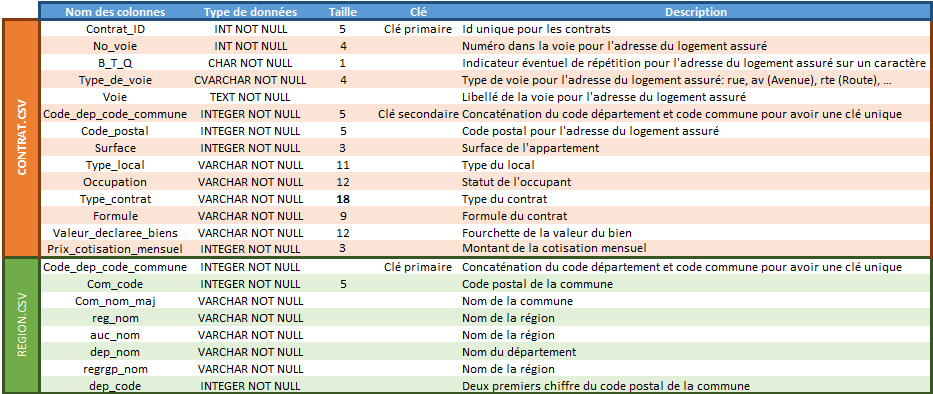 Nom des colonnes Type de données Taille Clé Description
CONTRAT.CSV
Contrat_ID INT NOT NULL 5 Clé primaire Id unique pour les contrats
No_voie INT NOT NULL 4 Numéro dans la voie pour l'adresse du logement assuré
B_T_Q CHAR NOT NULL 1 Indicateur éventuel de répétition pour l'adresse du logement assuré sur un caractère
Type_de_voie CVARCHAR NOT NULL 4 Type de voie pour l'adresse du logement assuré: rue, av (Avenue), rte (Route), ...
Voie TEXT NOT NULL Libellé de la voie pour l'adresse du logement assuré
Code_dep_code_commune INTEGER NOT NULL 5 Clé secondaire Concaténation du code département et code commune pour avoir une clé unique
Code_postal INTEGER NOT NULL 5 Code postal pour l'adresse du logement assuré
Surface INTEGER NOT NULL 3 Surface de l'appartement
Type_local VARCHAR NOT NULL 11 Type du local
Occupation VARCHAR NOT NULL 12 Statut de l'occupant
Type_contrat VARCHAR NOT NULL 18 Type du contrat
Formule VARCHAR NOT NULL 9 Formule du contrat
Valeur_declaree_biens VARCHAR NOT NULL 12 Fourchette de la valeur du bien
Prix_cotisation_mensuel INTEGER NOT NULL 3 Montant de la cotisation mensuel
REGION.CSV
Code_dep_code_commune INTEGER NOT NULL Clé primaire Concaténation du code département et code commune pour avoir une clé unique
Com_code INTEGER NOT NULL 5 Code postal de la commune
Com_nom_maj VARCHAR NOT NULL Nom de la commune
reg_nom VARCHAR NOT NULL Nom de la région
auc_nom VARCHAR NOT NULL Nom de la région
dep_nom VARCHAR NOT NULL Nom du département
regrgp_nom VARCHAR NOT NULL Nom de la région
dep_code INTEGER NOT NULL Deux premiers chiffre du code postal de la commune